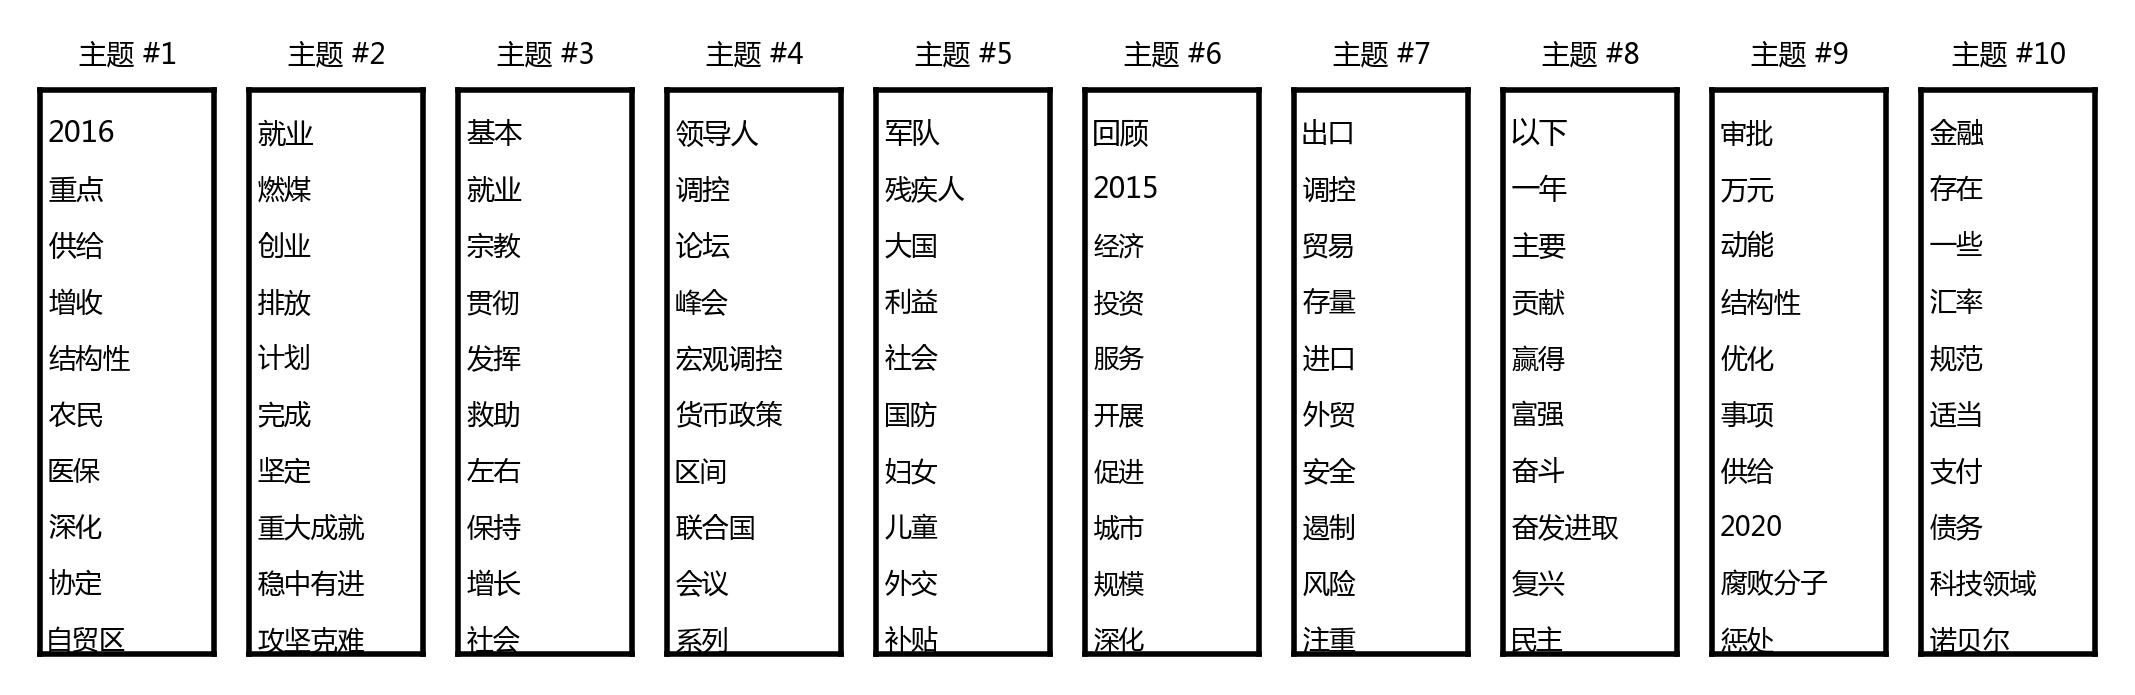 主题 #1
2016
重点
供给
增收
结构性
农民
医保
深化
协定
自贸区
主题 #2
就业
燃煤
创业
排放
计划
完成
坚定
重大成就
稳中有进
攻坚克难
主题 #3
基本
就业
宗教
贯彻
发挥
救助
左右
保持
增长
社会
主题 #4
领导人
调控
论坛
峰会
宏观调控
货币政策
区间
联合国
会议
系列
主题 #5
军队
残疾人
大国
利益
社会
国防
妇女
儿童
外交
补贴
主题 #6
回顾
2015
经济
投资
服务
开展
促进
城市
规模
深化
主题 #7
出口
调控
贸易
存量
进口
外贸
安全
遏制
风险
注重
主题 #8
以下
一年
主要
贡献
赢得
富强
奋斗
奋发进取
复兴
民主
主题 #9
审批
万元
动能
结构性
优化
事项
供给
2020
腐败分子
惩处
主题 #10
金融
存在
一些
汇率
规范
适当
支付
债务
科技领域
诺贝尔